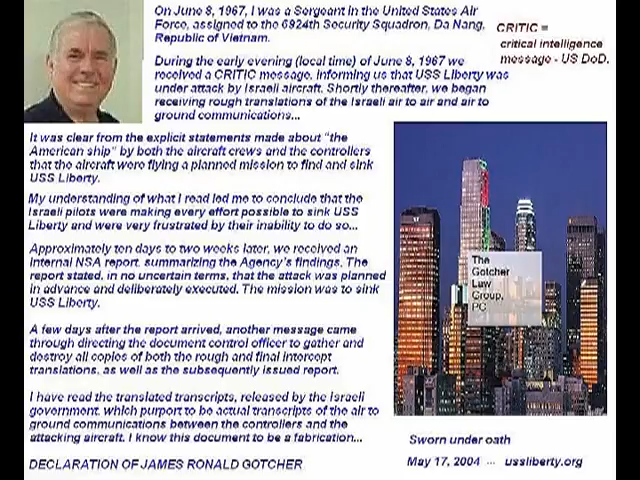 On June 8, 1967, I was a Sergeant in the United States Air
Force, assigned to the 6924th Security Squadron, Da Nang,
Republic of Vietnam.
CRITIC =
critical intelligence
message - US DoD.
During the early evening (local time) of June 8, 1967 we
received a CRITIC message, informing us that USS Liberty was
under attack by Israeli aircraft. Shortly thereafter, we began
receiving rough translations of the Israeli air to air and air to
ground communications...
It was clear from the explicit statements made about "the
American ship" by both the aircraft crews and the controllers
that the aircraft were flying a planned mission to find and sink
USS Liberty.
My understanding of what I read led me to conclude that the
Israeli pilots were making every effort possible to sink USS
Liberty and were very frustrated by their inability to do so...
Approximately ten days to two weeks later, we received an
internal NSA report, summarizing the Agency's findings. The
report stated, in no uncertain terms, that the attack was planned
in advance and deliberately executed. The mission was to sink
USS Liberty.
A few days after the report arrived, another message came
through directing the document control officer to gather and
destroy all copies of both the rough and final intercept
translations, as well as the subsequently issued report.
I have read the translated transcripts, released by the Israeli
government, which purport to be actual transcripts of the air to
ground communications between the controllers and the
attacking aircraft. I know this document to be a fabrication...
DECLARATION OF JAMES RONALD GOTCHER
The
Gotcher
Law
Group,
PC
Sworn under oath
May 17, 2004 ... ussliberty.org